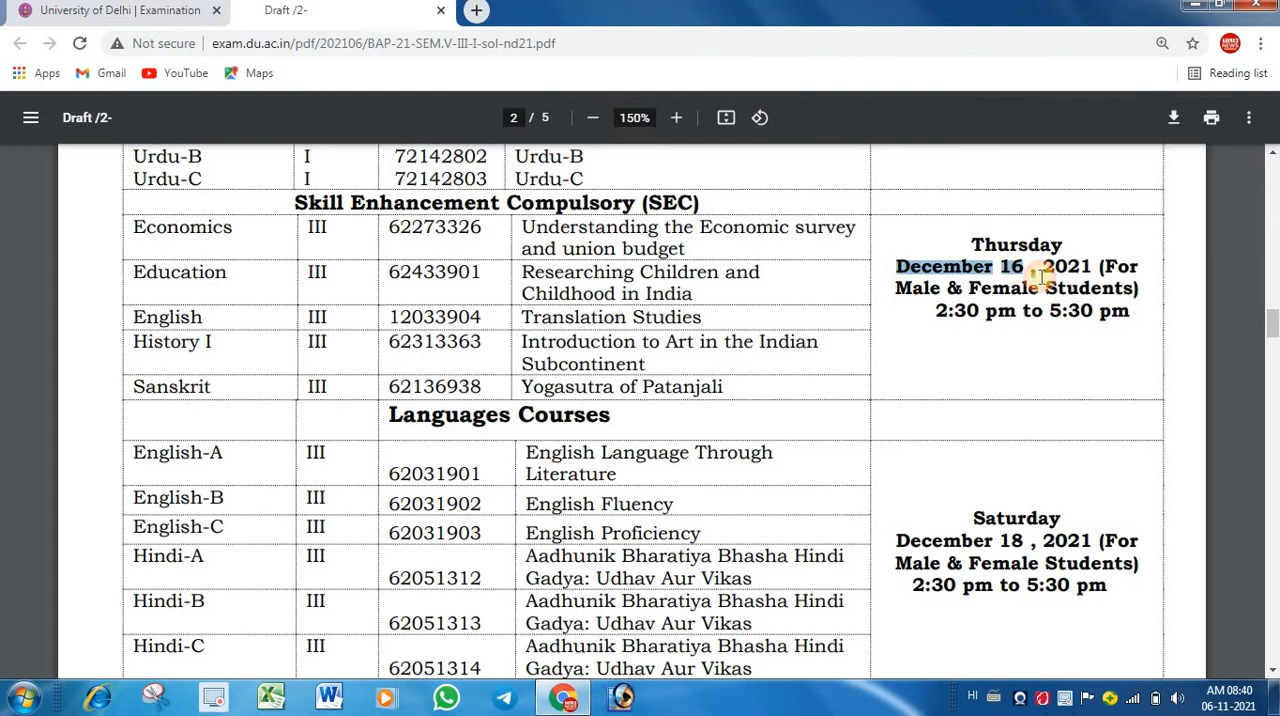 University of Delhi | Examination
Draft /2-
Not secure
exam.du.ac.in/pdf/202106/BAP-21-SEM.V-III-I-sol-nd21.pdf
Apps
Gmail
YouTube
Maps
Reading list
Draft /2-
2 / 5
150%
Urdu-B I 72142802 Urdu-B
Urdu-C I 72142803 Urdu-C
Skill Enhancement Compulsory (SEC)
Economics III 62273326 Understanding the Economic survey
and union budget
Education III 62433901 Researching Children and
Childhood in India
English III 12033904 Translation Studies
History I III 62313363 Introduction to Art in the Indian
Subcontinent
Sanskrit III 62136938 Yogasutra of Patanjali
Thursday
December 16 , 2021 (For
Male & Female Students)
2:30 pm to 5:30 pm
Languages Courses
English-A III 62031901 English Language Through
Literature
English-B III 62031902 English Fluency
English-C III 62031903 English Proficiency
Hindi-A III 62051312 Aadhunik Bharatiya Bhasha Hindi
Gadya: Udhav Aur Vikas
Hindi-B III 62051313 Aadhunik Bharatiya Bhasha Hindi
Gadya: Udhav Aur Vikas
Hindi-C III 62051314 Aadhunik Bharatiya Bhasha Hindi
Gadya: Udhav Aur Vikas
Saturday
December 18 , 2021 (For
Male & Female Students)
2:30 pm to 5:30 pm
HI
AM 08:40
06-11-2021